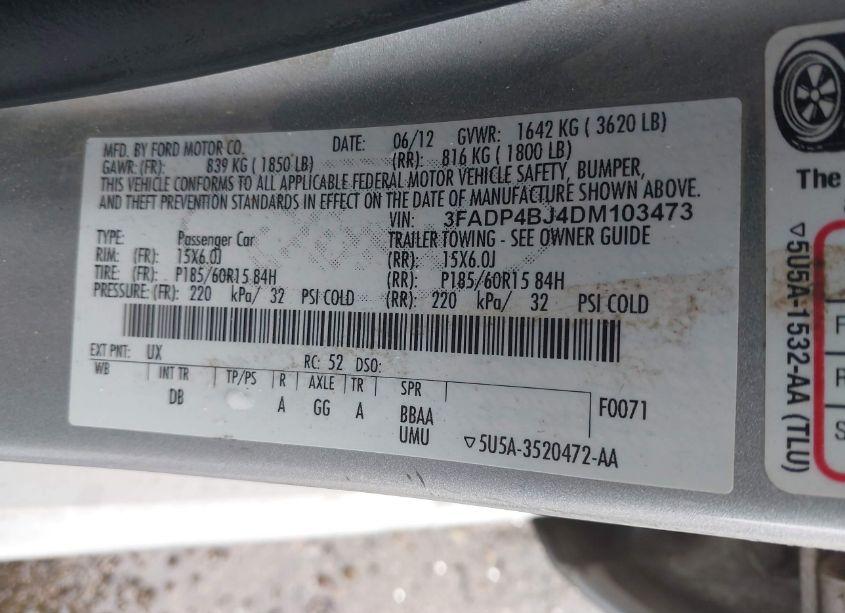 MFD. BY FORD MOTOR CO. DATE: 06/12 GVWR: 1642 KG ( 3620 LB)
GAWR: (FR): 839 KG ( 1850 LB) (RR): 816 KG ( 1800 LB)
THIS VEHICLE CONFORMS TO ALL APPLICABLE FEDERAL MOTOR VEHICLE SAFETY, BUMPER,
AND THEFT PREVENTION STANDARDS IN EFFECT ON THE DATE OF MANUFACTURE SHOWN ABOVE.
VIN: 3FADP4BJ4DM103473
TYPE: Passenger Car TRAILER TOWING - SEE OWNER GUIDE
RIM: (FR): 15X6.0J (RR): 15X6.0J
TIRE: (FR): P185/60R15 84H (RR): P185/60R15 84H
PRESSURE: (FR): 220 kPa/ 32 PSI COLD (RR): 220 kPa/ 32 PSI COLD
EXT PNT: UX RC: 52 DSO:
WB INT TR TP/PS R AXLE TR SPR
DB A GG A BBAA F0071
UMU ▽5U5A-3520472-AA
The
▽5U5A-1532-AA (TLU)
F
R
S